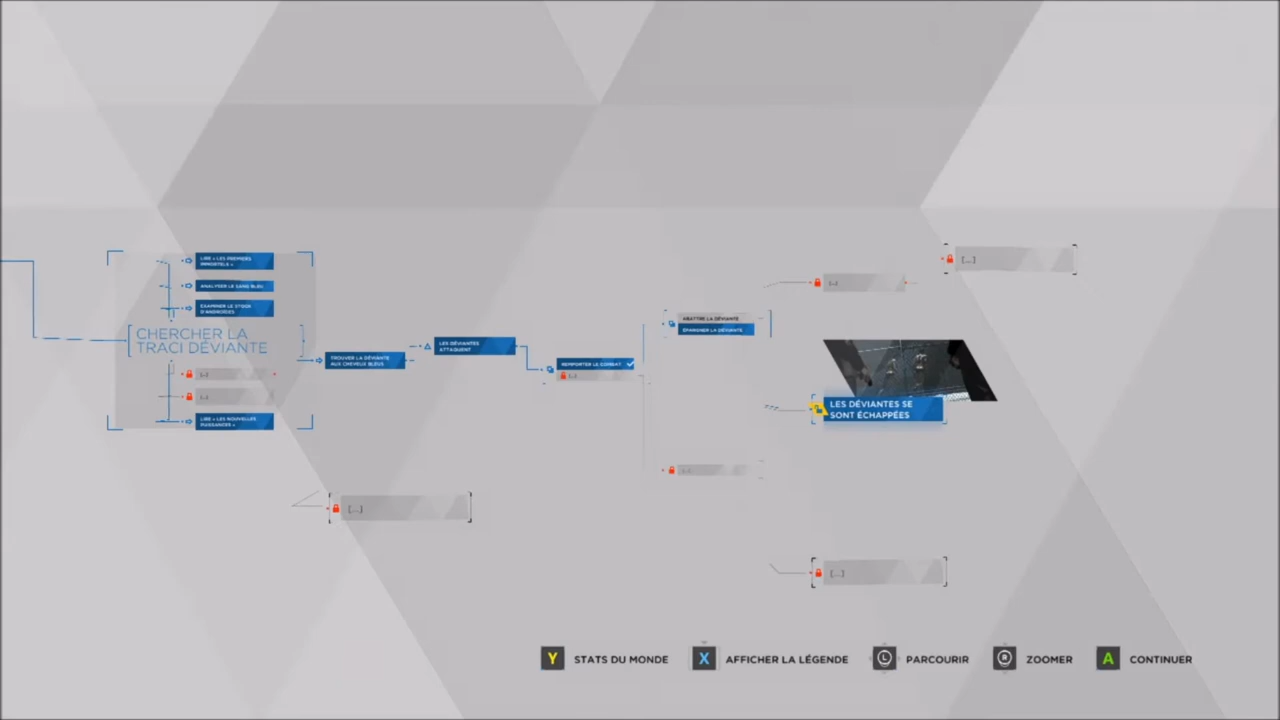 LIRE « LES PREMIERS
IMMORTELS »
ANALYSER LE SANG BLEU
EXAMINER LE STOCK
D'ANDROÏDES
CHERCHER LA
TRACI DÉVIANTE
[...]
[...]
LIRE « LES NOUVELLES
PUISSANTES »
TROUVER LA DÉVIANTE
AUX CHEVEUX BLEUS
LES DÉVIANTES
ATTAQUENT
REMPORTER LE COMBAT
[...]
ABATTRE LA DÉVIANTE
ÉPARGNER LA DÉVIANTE
[...]
[...]
LES DÉVIANTES SE
SONT ÉCHAPPÉES
[...]
[...]
[...]
Y STATS DU MONDE
X AFFICHER LA LÉGENDE
L PARCOURIR
R ZOOMER
A CONTINUER